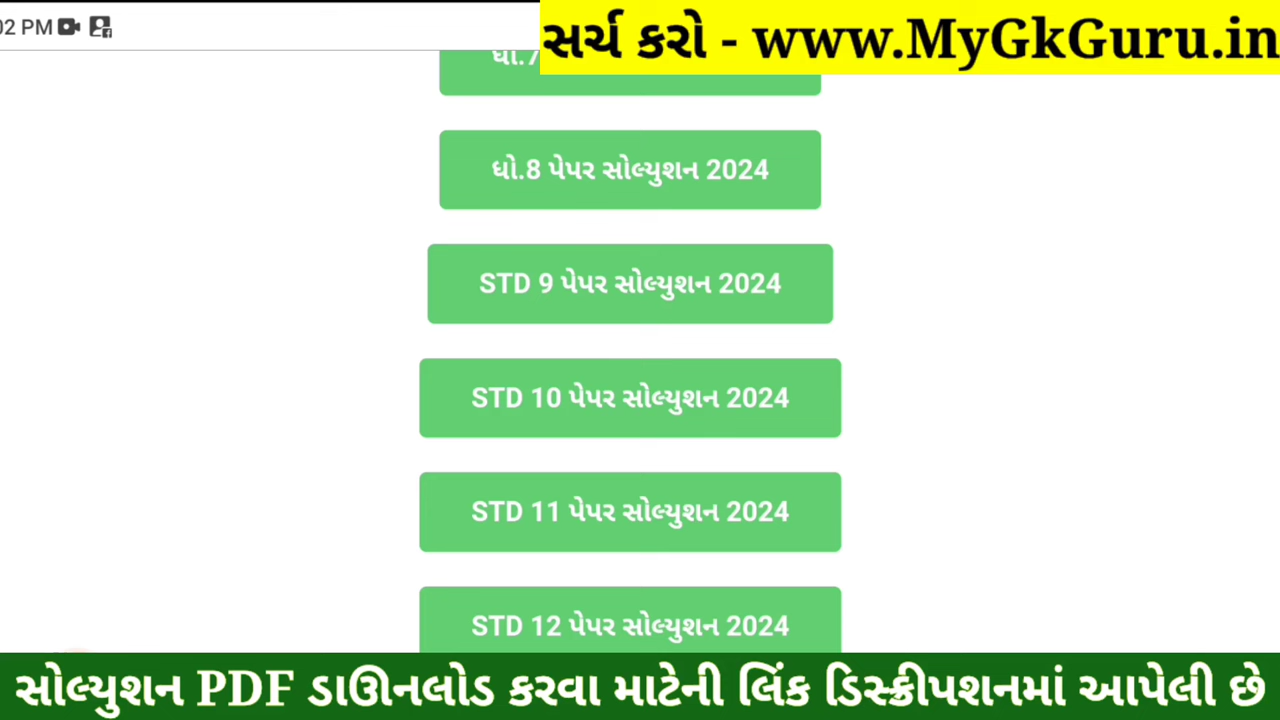 02 PM
સર્ચ કરો - www.MyGkGuru.in
ધો.7
ધો.8 પેપર સોલ્યુશન 2024
STD 9 પેપર સોલ્યુશન 2024
STD 10 પેપર સોલ્યુશન 2024
STD 11 પેપર સોલ્યુશન 2024
STD 12 પેપર સોલ્યુશન 2024
સોલ્યુશન PDF ડાઊનલોડ કરવા માટેની લિંક ડિસ્ક્રીપશનમાં આપેલી છે